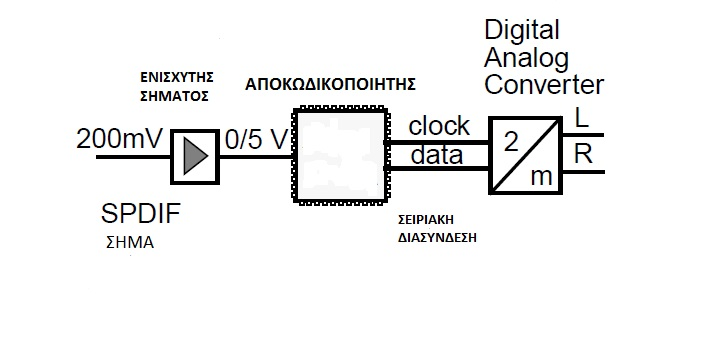 Digital
Analog
Converter
ΕΝΙΣΧΥΤΗΣ
ΣΗΜΑΤΟΣ
ΑΠΟΚΩΔΙΚΟΠΟΙΗΤΗΣ
200mV
0/5 V
clock
data
2
m
L
R
SPDIF
ΣΗΜΑ
ΣΕΙΡΙΑΚΗ
ΔΙΑΣΥΝΔΕΣΗ